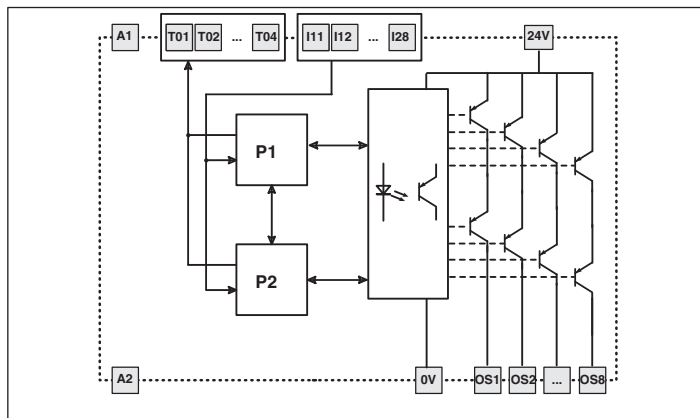 A1 T01 T02 ... T04 I11 I12 ... I28 24V
P1
P2
A2 0V OS1 OS2 ... OS8